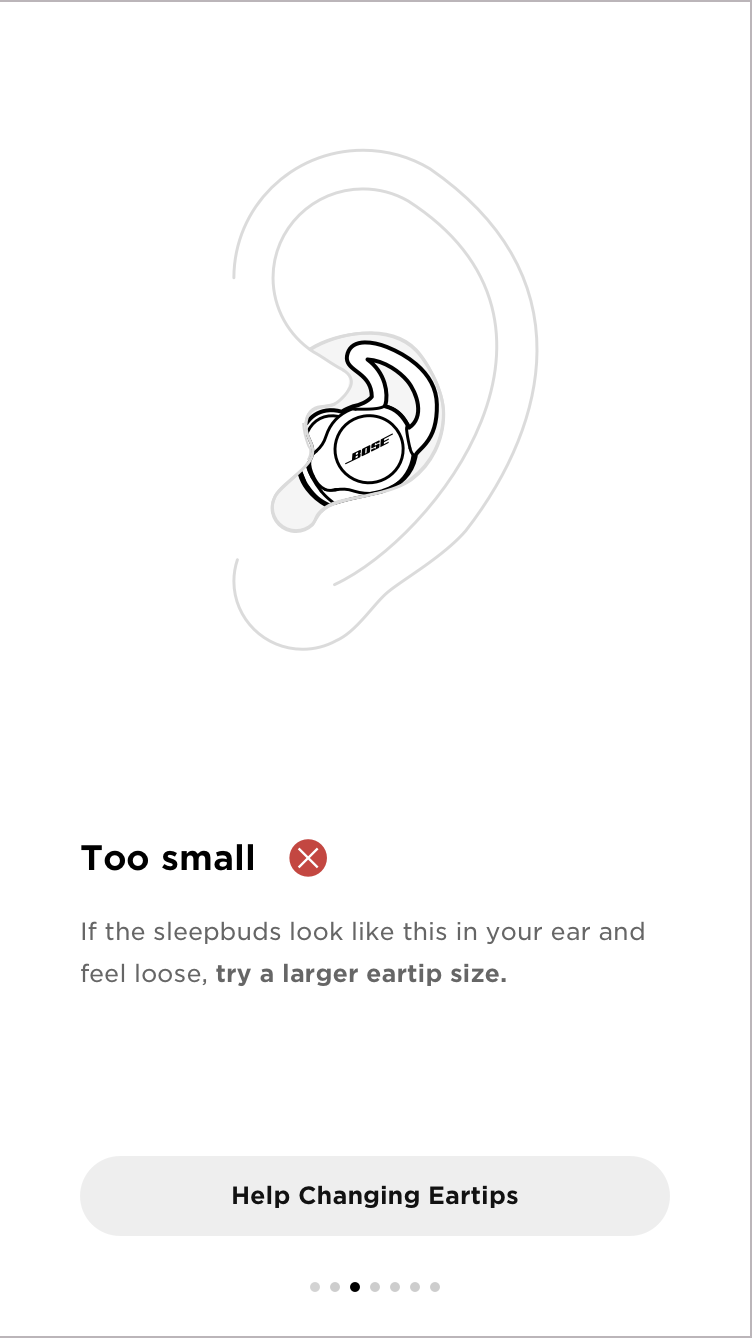 BOSE
Too small
If the sleepbuds look like this in your ear and
feel loose, try a larger eartip size.
Help Changing Eartips